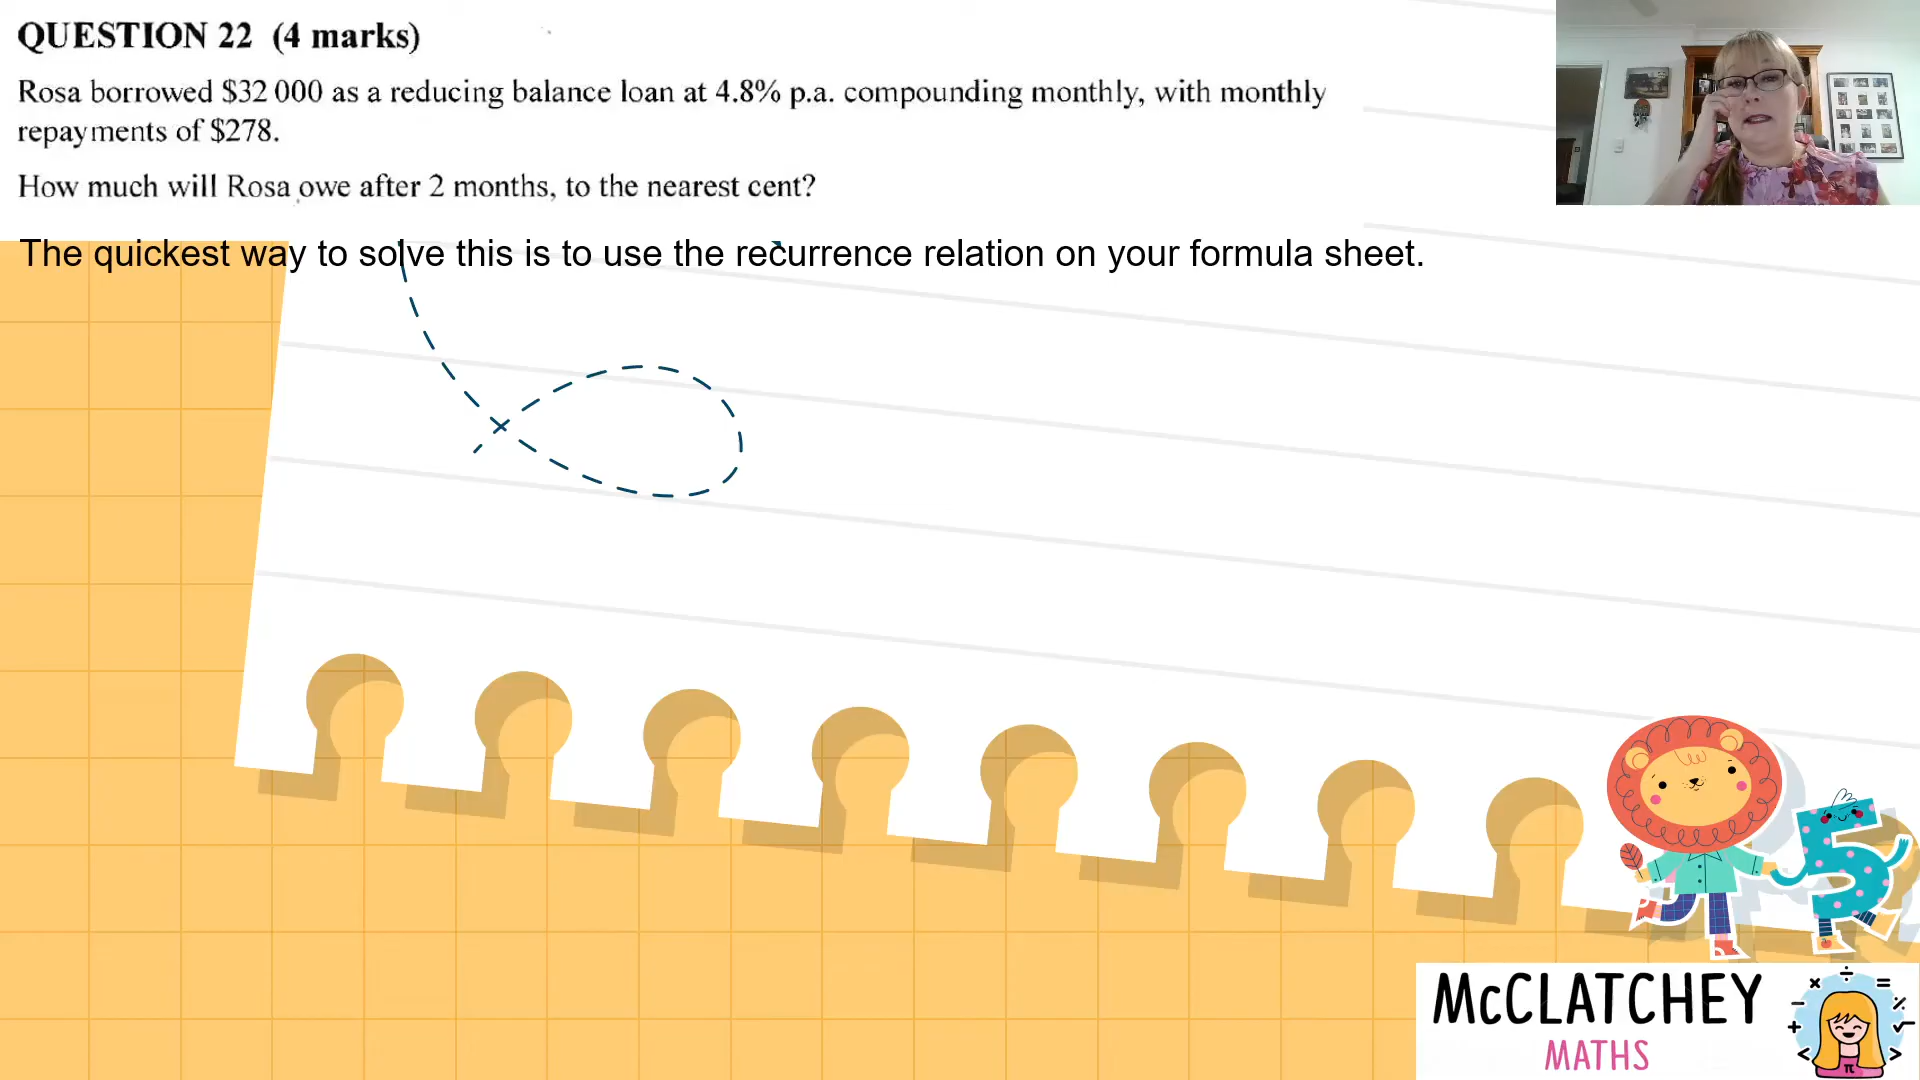 QUESTION 22 (4 marks)
Rosa borrowed $32 000 as a reducing balance loan at 4.8% p.a. compounding monthly, with monthly
repayments of $278.
How much will Rosa owe after 2 months, to the nearest cent?
The quickest way to solve this is to use the recurrence relation on your formula sheet.
McCLATCHEY
MATHS